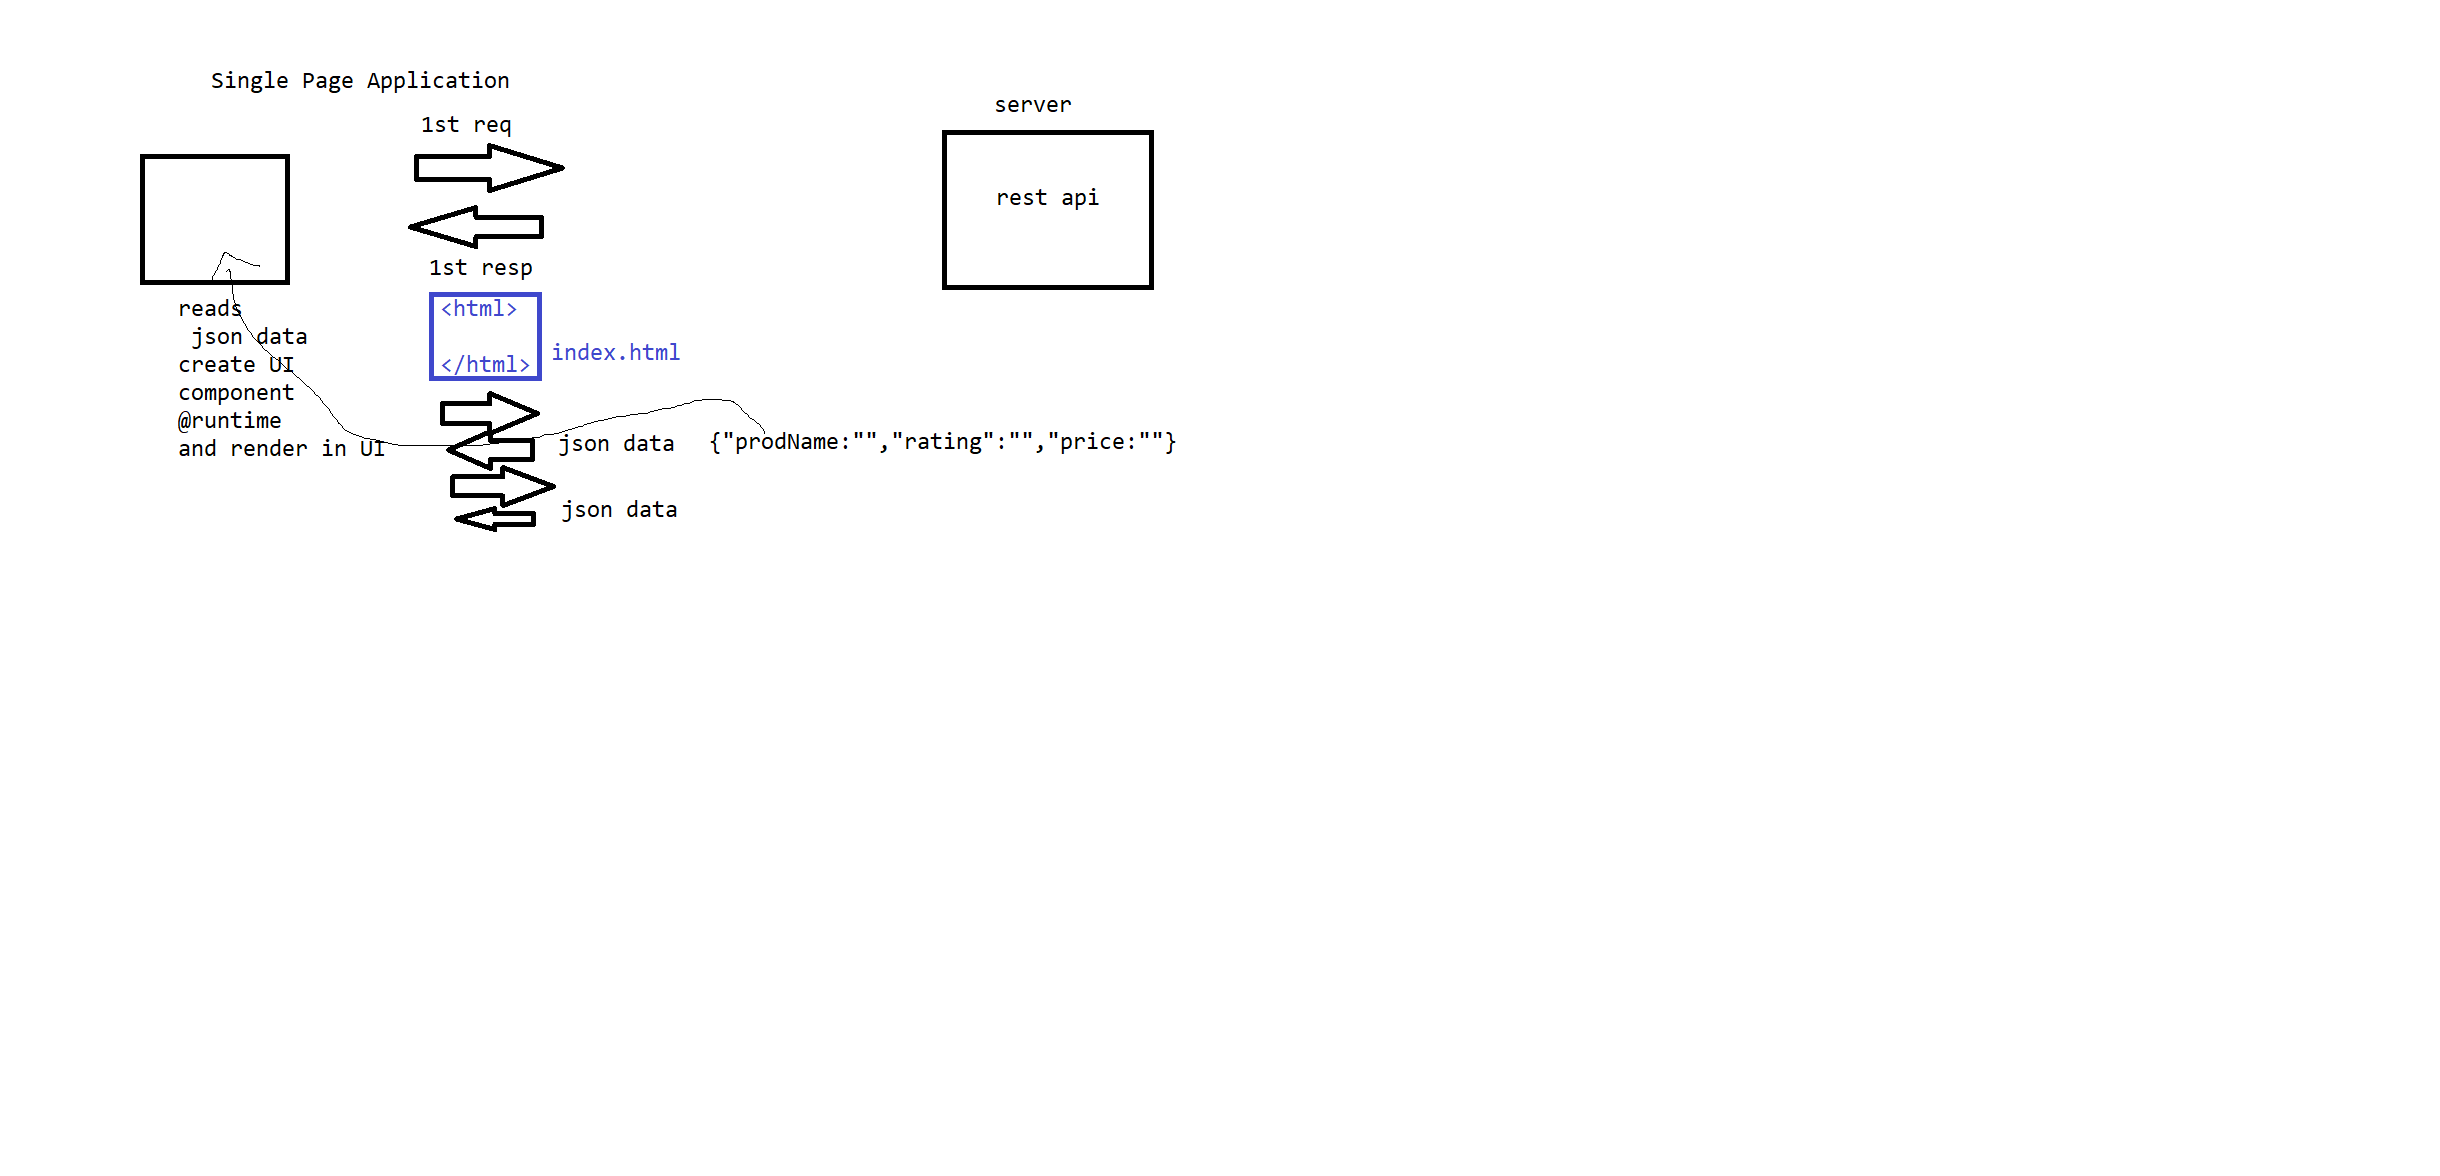 Single Page Application
server
1st req
rest api
1st resp
reads
json data
create UI
component
@runtime
and render in UI
<html>
</html>
index.html
json data
{"prodName:"","rating":"","price:""}
json data